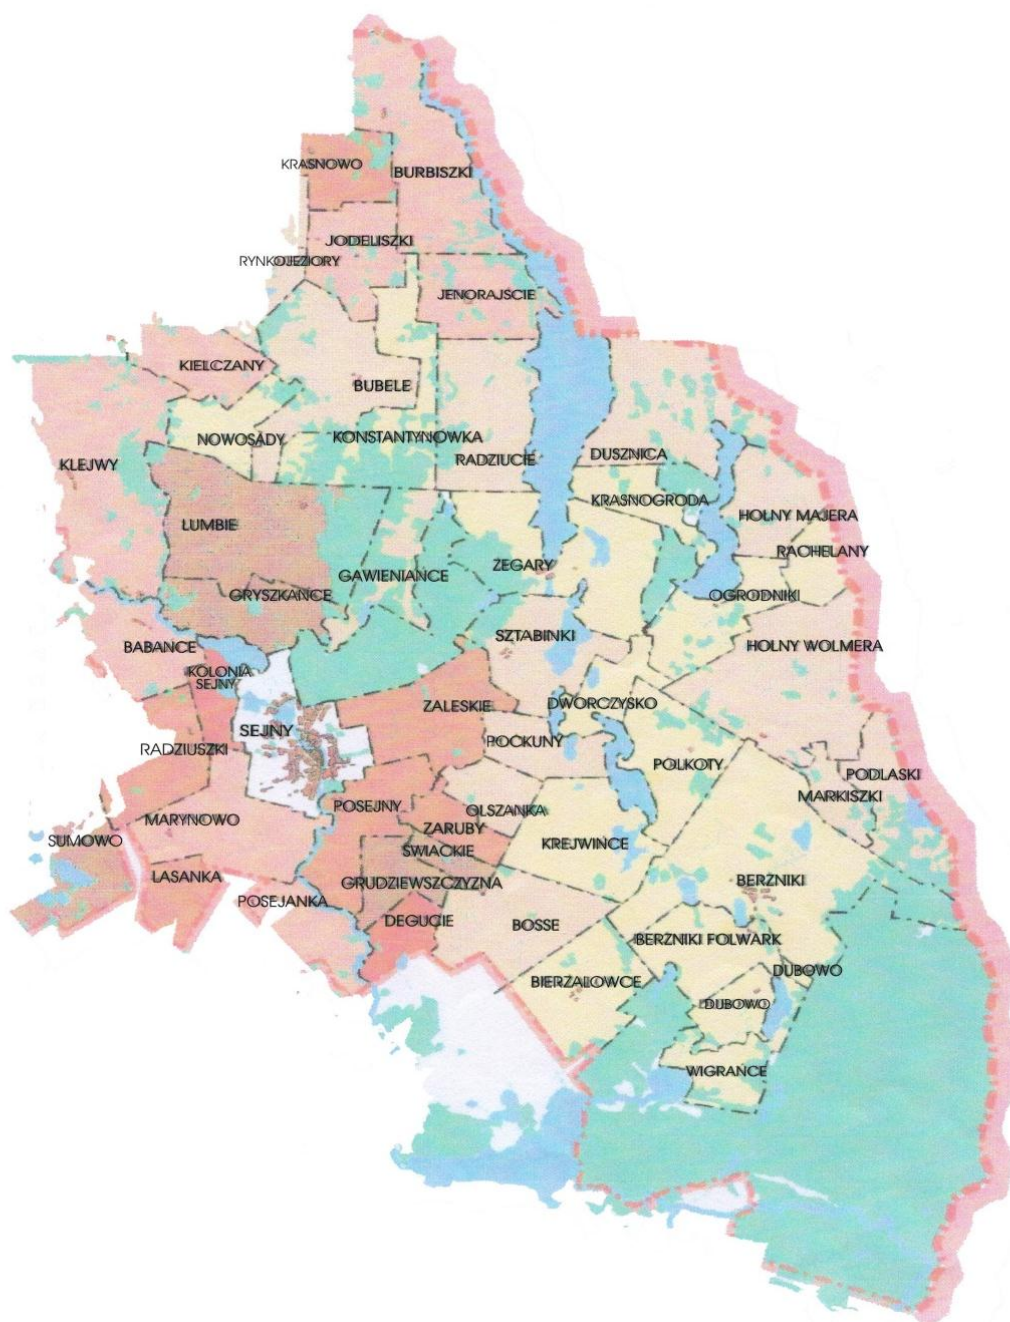 KRASNOWO
BURBISZKI
JODELISZKI
RYNKOJEZIORY
JENORAJSCIE
KIELCZANY
BUBELE
NOWOSADY
KONSTANTYNOWKA
KLEJWY
RADZIUCIE
DUSZNICA
KRASNOGRODA
HOLNY MAJERA
LUMBIE
RACHELANY
ZEGARY
GAWIENIANCE
GRYSZKANCE
OGRODNIKI
SZTABINKI
BABANCE
HOLNY WOLMERA
KOLONIA
SEJNY
ZALESKIE
DWORCZYSKO
SEJNY
RADZIUSZKI
POCKUNY
POLKOTY
PODLASKI
MARKISZKI
POSEJNY
OLSZANKA
MARYNOWO
ZARUBY
SUMOWO
KREJWINCE
SWIACKIE
LASANKA
GRUDZIEWSZCZYZNA
BERZNIKI
POSEJANKA
DEGUCIE
BOSSE
BERZNIKI FOLWARK
DUBOWO
BIERZALOWCE
DUBOWO
WIGRANCE